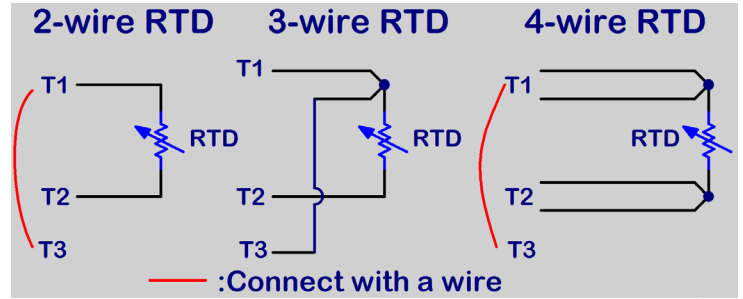 2-wire RTD
3-wire RTD
4-wire RTD
T1
RTD
T2
T3
T1
RTD
T2
T3
T1
RTD
T2
T3
:Connect with a wire